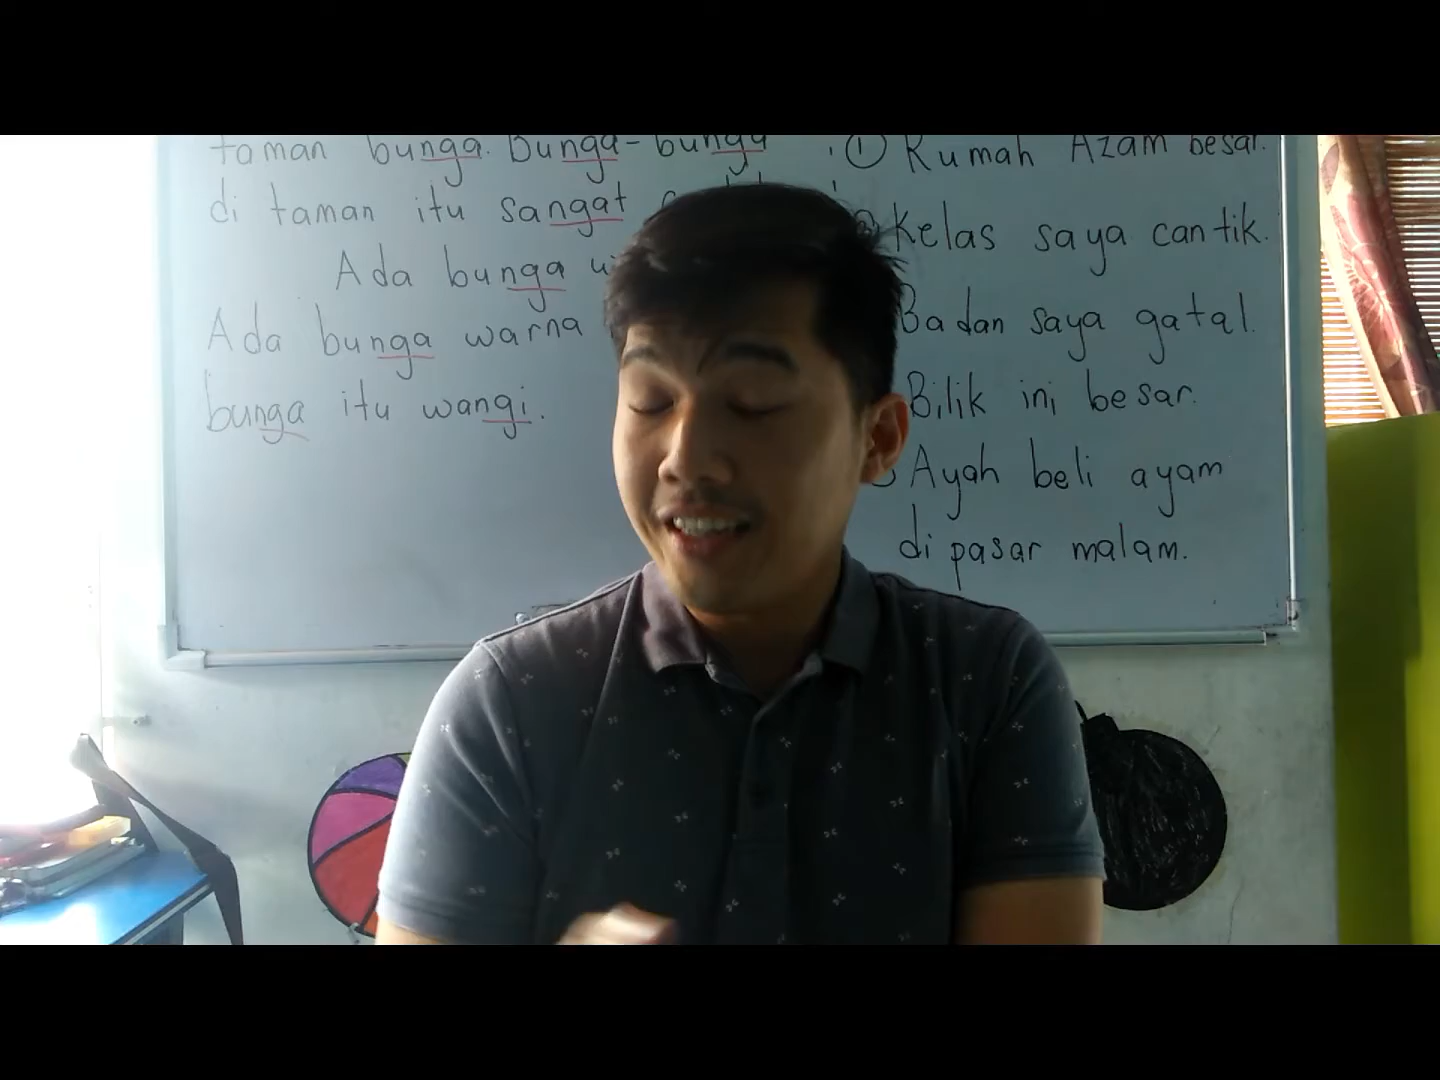 taman bunga. Bunga-bunga
di taman itu sangat
Ada bunga
Ada bunga warna
bunga itu wangi.
① Rumah Azam besar.
Kelas saya cantik.
Badan saya gatal.
Bilik ini besar.
Ayah beli ayam
di pasar malam.